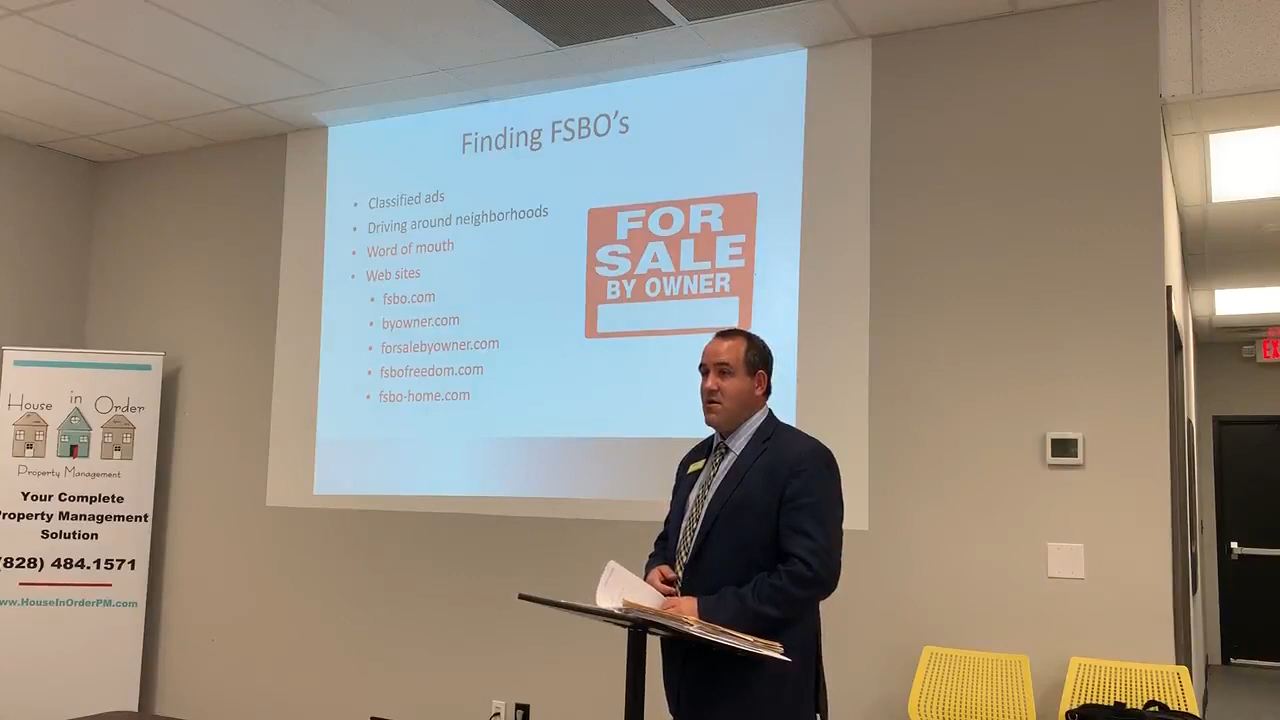 Finding FSBO's
• Classified ads
• Driving around neighborhoods
• Word of mouth
• Web sites
• fsbo.com
• byowner.com
• forsalebyowner.com
• fsbofreedom.com
• fsbo-home.com
FOR
SALE
BY OWNER
House in Order
Property Management
Your Complete
Property Management
Solution
(828) 484.1571
www.HouseInOrderPM.com
EX